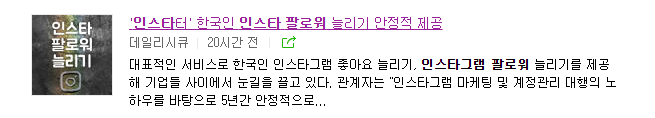 인스타
팔로워
늘리기
'인스타터' 한국인 인스타 팔로워 늘리기 안정적 제공
데일리시큐 | 20시간 전 |
대표적인 서비스로 한국인 인스타그램 좋아요 늘리기, 인스타그램 팔로워 늘리기를 제공
해 기업들 사이에서 눈길을 끌고 있다. 관계자는 "인스타그램 마케팅 및 계정관리 대행의 노
하우를 바탕으로 5년간 안정적으로...